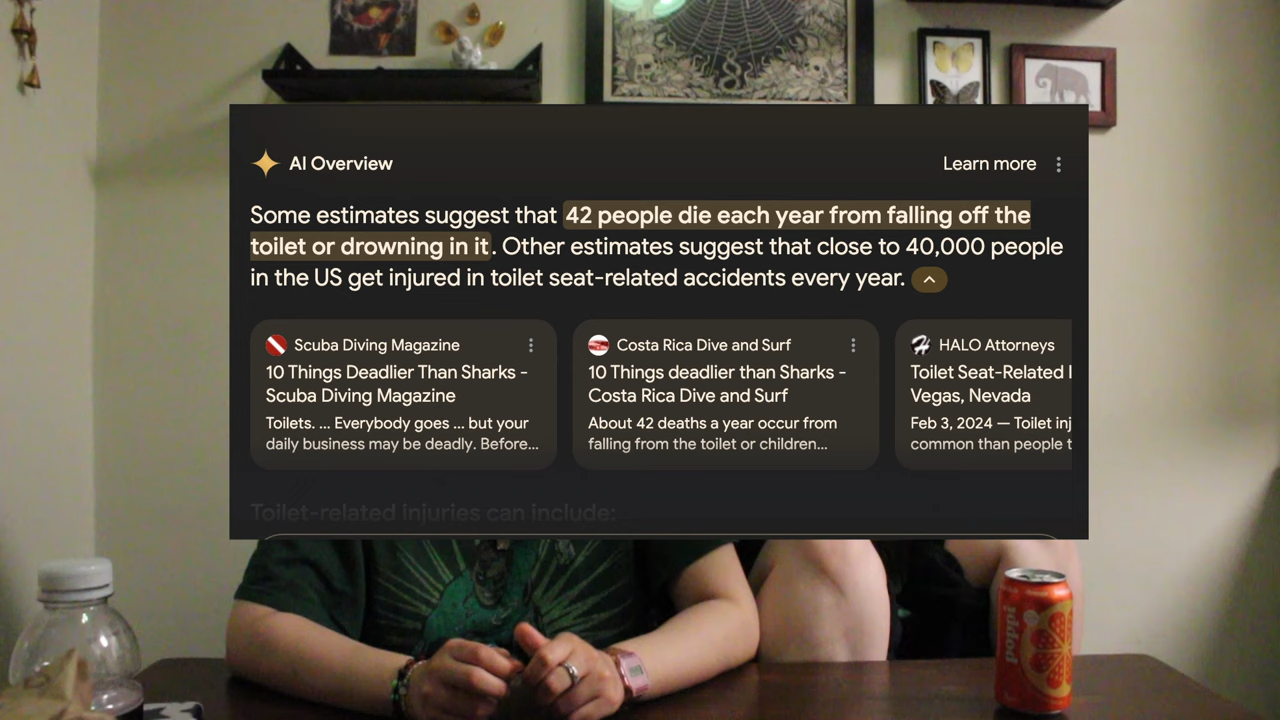 AI Overview
Learn more
Some estimates suggest that 42 people die each year from falling off the
toilet or drowning in it. Other estimates suggest that close to 40,000 people
in the US get injured in toilet seat-related accidents every year.
Scuba Diving Magazine
10 Things Deadlier Than Sharks -
Scuba Diving Magazine
Toilets. ... Everybody goes ... but your
daily business may be deadly. Before...
Costa Rica Dive and Surf
10 Things deadlier than Sharks -
Costa Rica Dive and Surf
About 42 deaths a year occur from
falling from the toilet or children...
HALO Attorneys
Toilet Seat-Related I
Vegas, Nevada
Feb 3, 2024 — Toilet inj
common than people t
Toilet-related injuries can include:
poppi